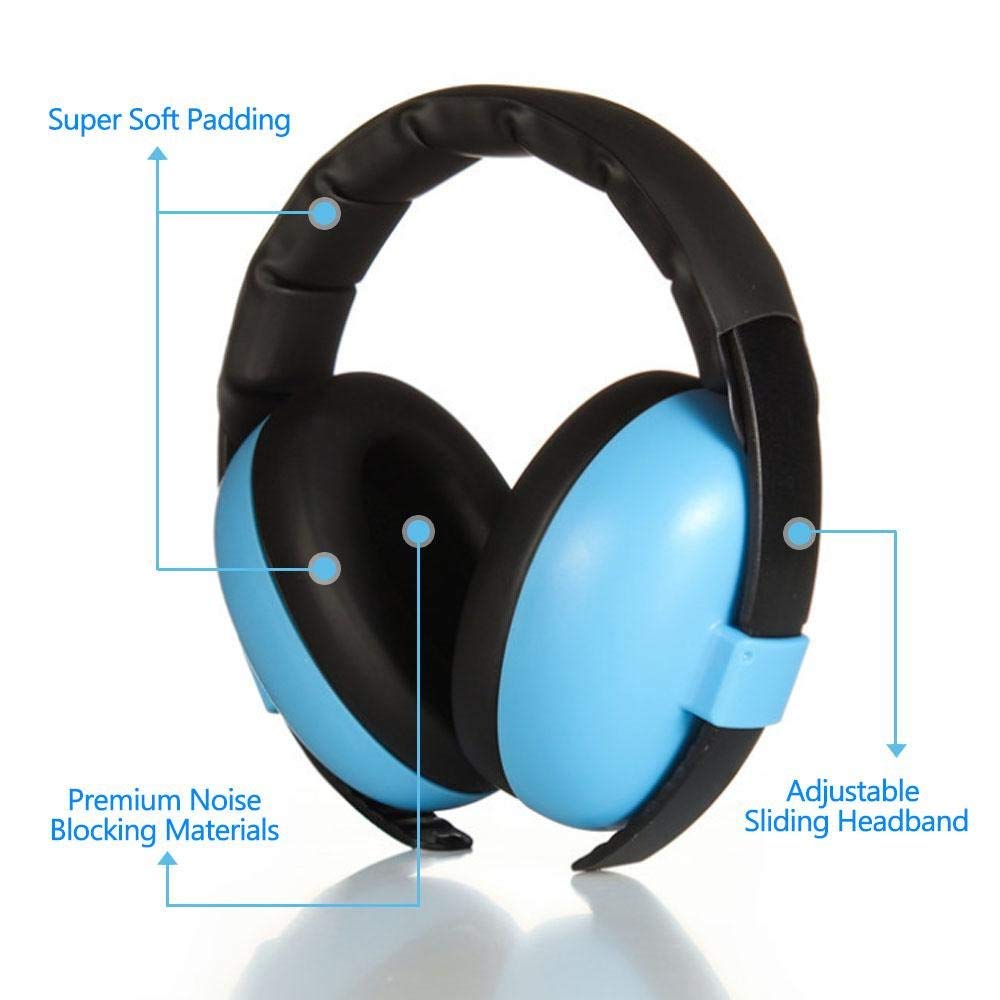 Super Soft Padding
Premium Noise
Blocking Materials
Adjustable
Sliding Headband